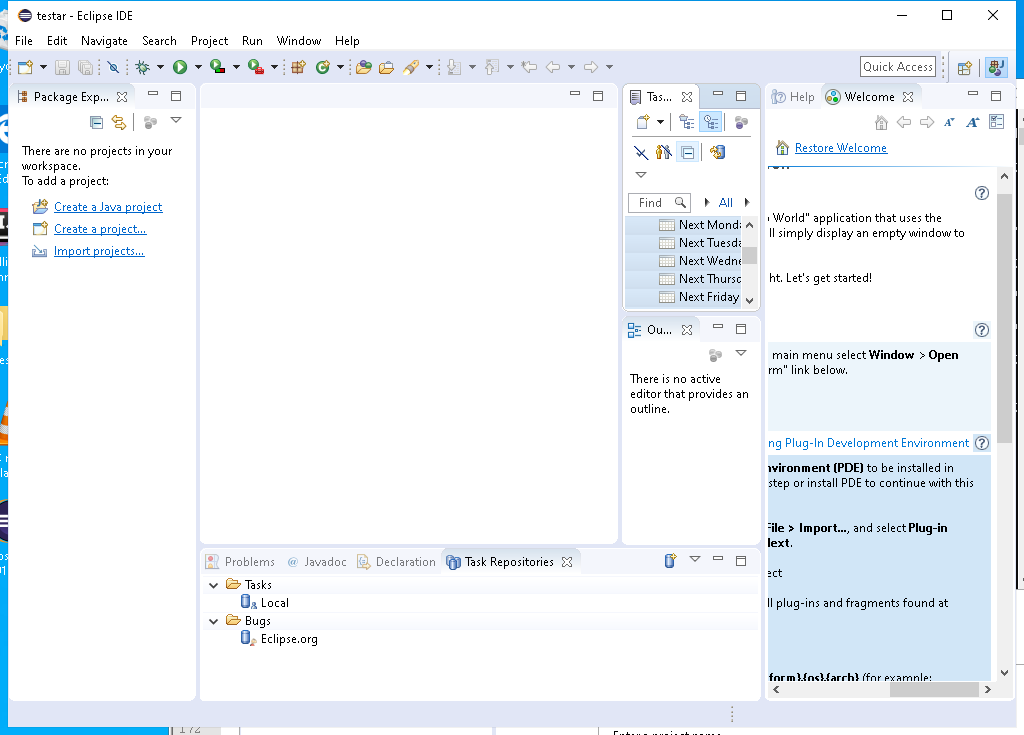 testar - Eclipse IDE
File Edit Navigate Search Project Run Window Help
Quick Access
Package Exp...
There are no projects in your
workspace.
To add a project:
Create a Java project
Create a project...
Import projects...
Tas...
Find
All
Next Monda
Next Tuesda
Next Wedne
Next Thursd
Next Friday
Ou...
There is no active
editor that provides an
outline.
Help
Welcome
Restore Welcome
World" application that uses the
ll simply display an empty window to
ht. Let's get started!
main menu select Window > Open
rm" link below.
ng Plug-In Development Environment
nvironment (PDE) to be installed in
step or install PDE to continue with this
File > Import..., and select Plug-in
Next.
ect
ll plug-ins and fragments found at
form}.{os}.{arch} (for example:
Problems @ Javadoc Declaration Task Repositories
Tasks
Local
Bugs
Eclipse.org
172
Enter a project name